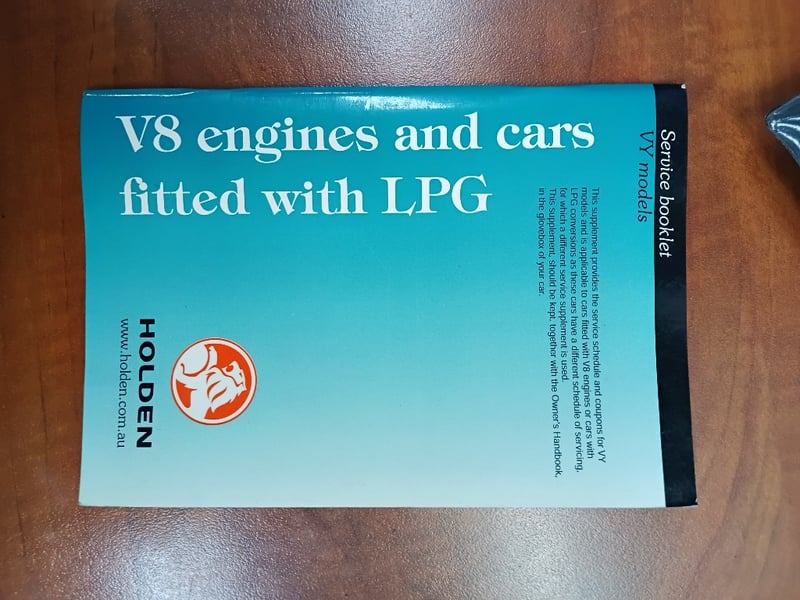 Service booklet
VY models
V8 engines and cars
fitted with LPG
This supplement provides the service schedule and coupons for VY
models and is applicable to cars fitted with V8 engines or cars with
LPG conversions as these cars have a different schedule of servicing,
for which a different service supplement is used.
This supplement, should be kept, together with the Owner's Handbook,
in the glovebox of your car.
HOLDEN
www.holden.com.au